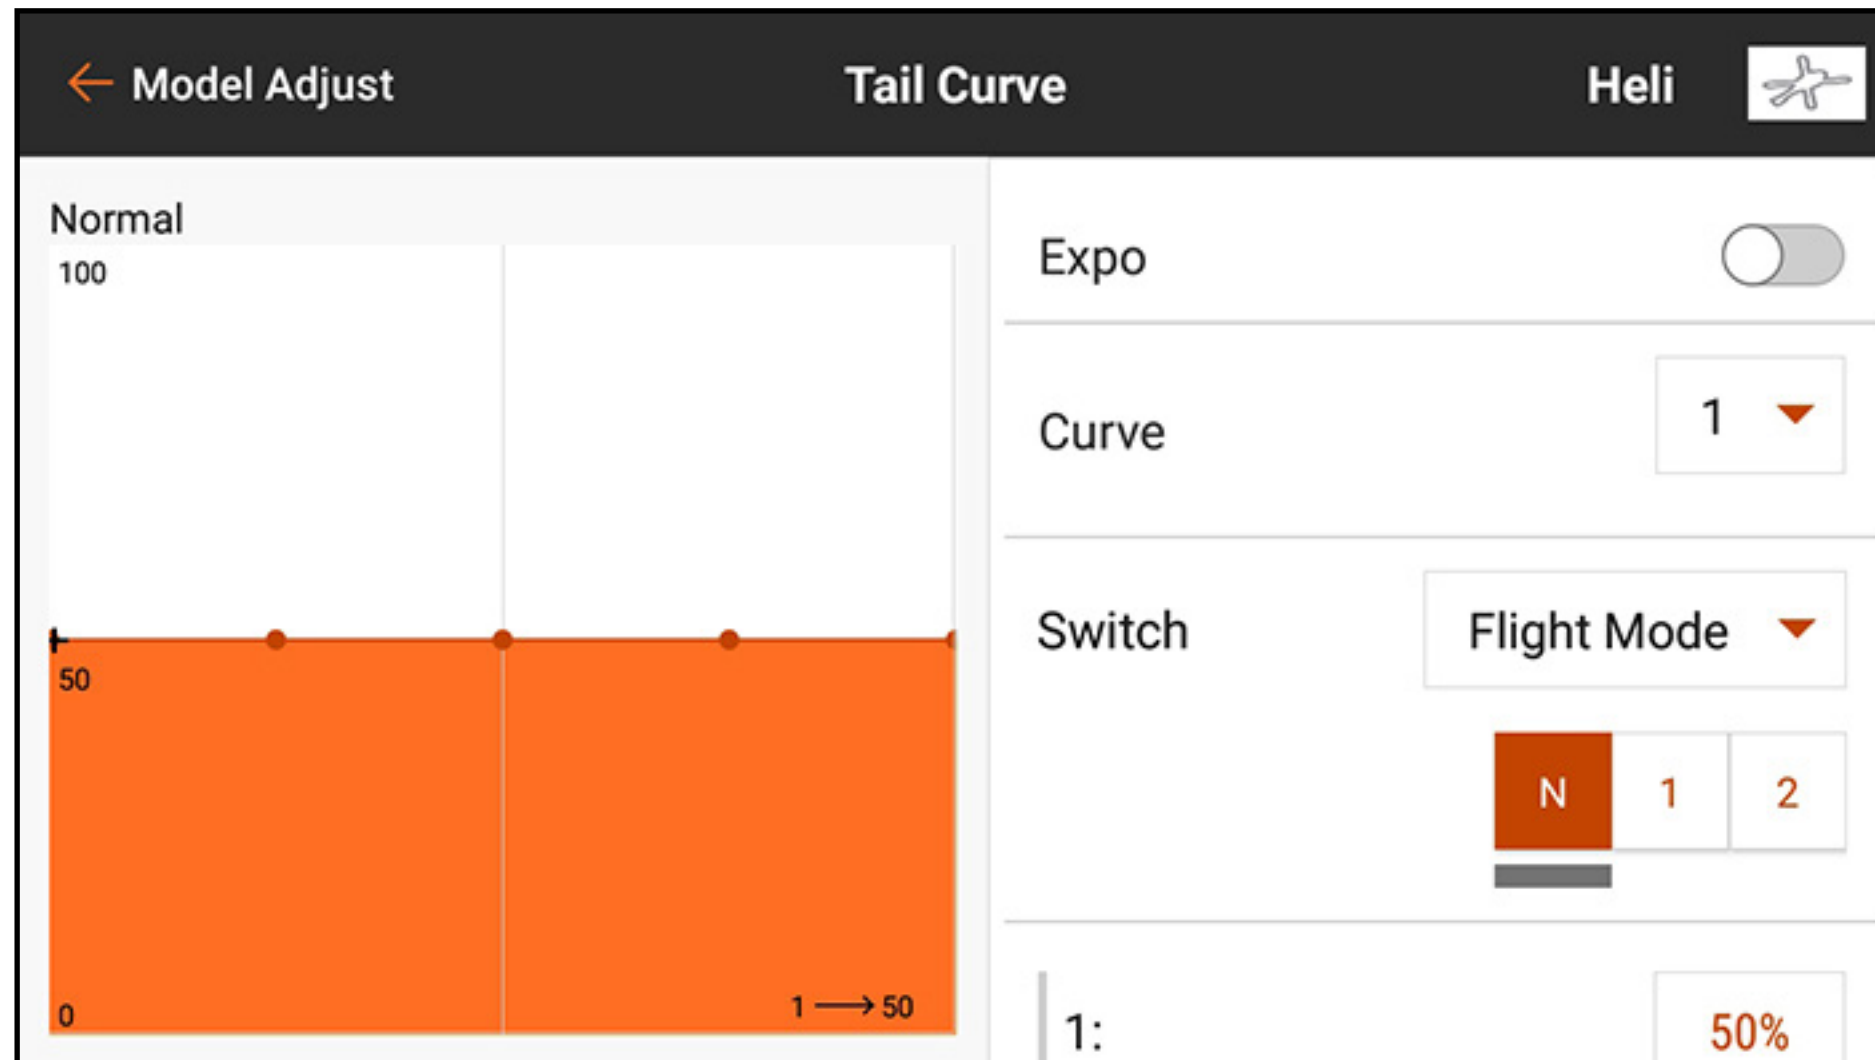 Model Adjust
Tail Curve
Heli
Normal
100
50
0
1 → 50
Expo
Curve
1
Switch
Flight Mode
N
1
2
1:
50%